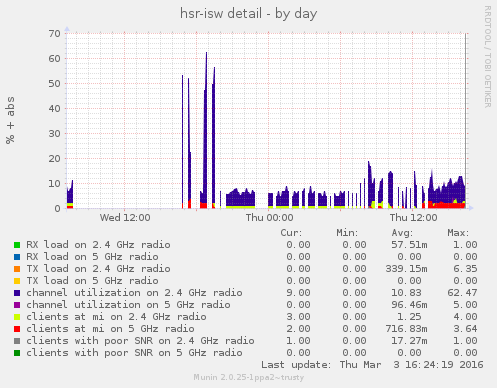 hsr-isw detail - by day
RRDTOOL / TOBI OETIKER
% + abs
70
60
50
40
30
20
10
0
Wed 12:00 Thu 00:00 Thu 12:00
Cur: Min: Avg: Max:
RX load on 2.4 GHz radio 0.00 0.00 57.51m 1.00
RX load on 5 GHz radio 0.00 0.00 0.00 0.00
TX load on 2.4 GHz radio 0.00 0.00 339.15m 6.35
TX load on 5 GHz radio 0.00 0.00 0.00 0.00
channel utilization on 2.4 GHz radio 9.00 0.00 10.83 62.47
channel utilization on 5 GHz radio 0.00 0.00 96.46m 5.00
clients at mi on 2.4 GHz radio 3.00 0.00 1.25 4.00
clients at mi on 5 GHz radio 2.00 0.00 716.83m 3.64
clients with poor SNR on 2.4 GHz radio 1.00 0.00 17.27m 1.00
clients with poor SNR on 5 GHz radio 0.00 0.00 0.00 0.00
Last update: Thu Mar 3 16:24:19 2016
Munin 2.0.25-1ppa2~trusty